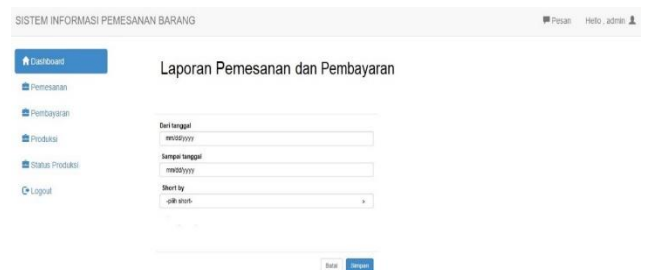 SISTEM INFORMASI PEMESANAN BARANG
Pesan
Hello , admin
Dashboard
Pemesanan
Pembayaran
Produksi
Status Produksi
Logout
Laporan Pemesanan dan Pembayaran
Dari tanggal
mm/dd/yyyy
Sampai tanggal
mm/dd/yyyy
Short by
-pilih short-
Batal
Simpan